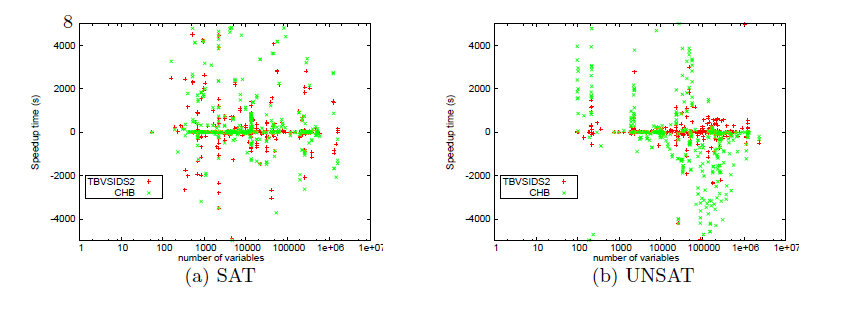 8
4000
2000
0
-2000
-4000
Speedup time (s)
TBVSIDS2
CHB
1 10 100 1000 10000 100000 1e+06 1e+07
number of variables
(a) SAT
4000
2000
0
-2000
-4000
Speedup time (s)
TBVSIDS2
CHB
1 10 100 1000 10000 100000 1e+06 1e+07
number of variables
(b) UNSAT